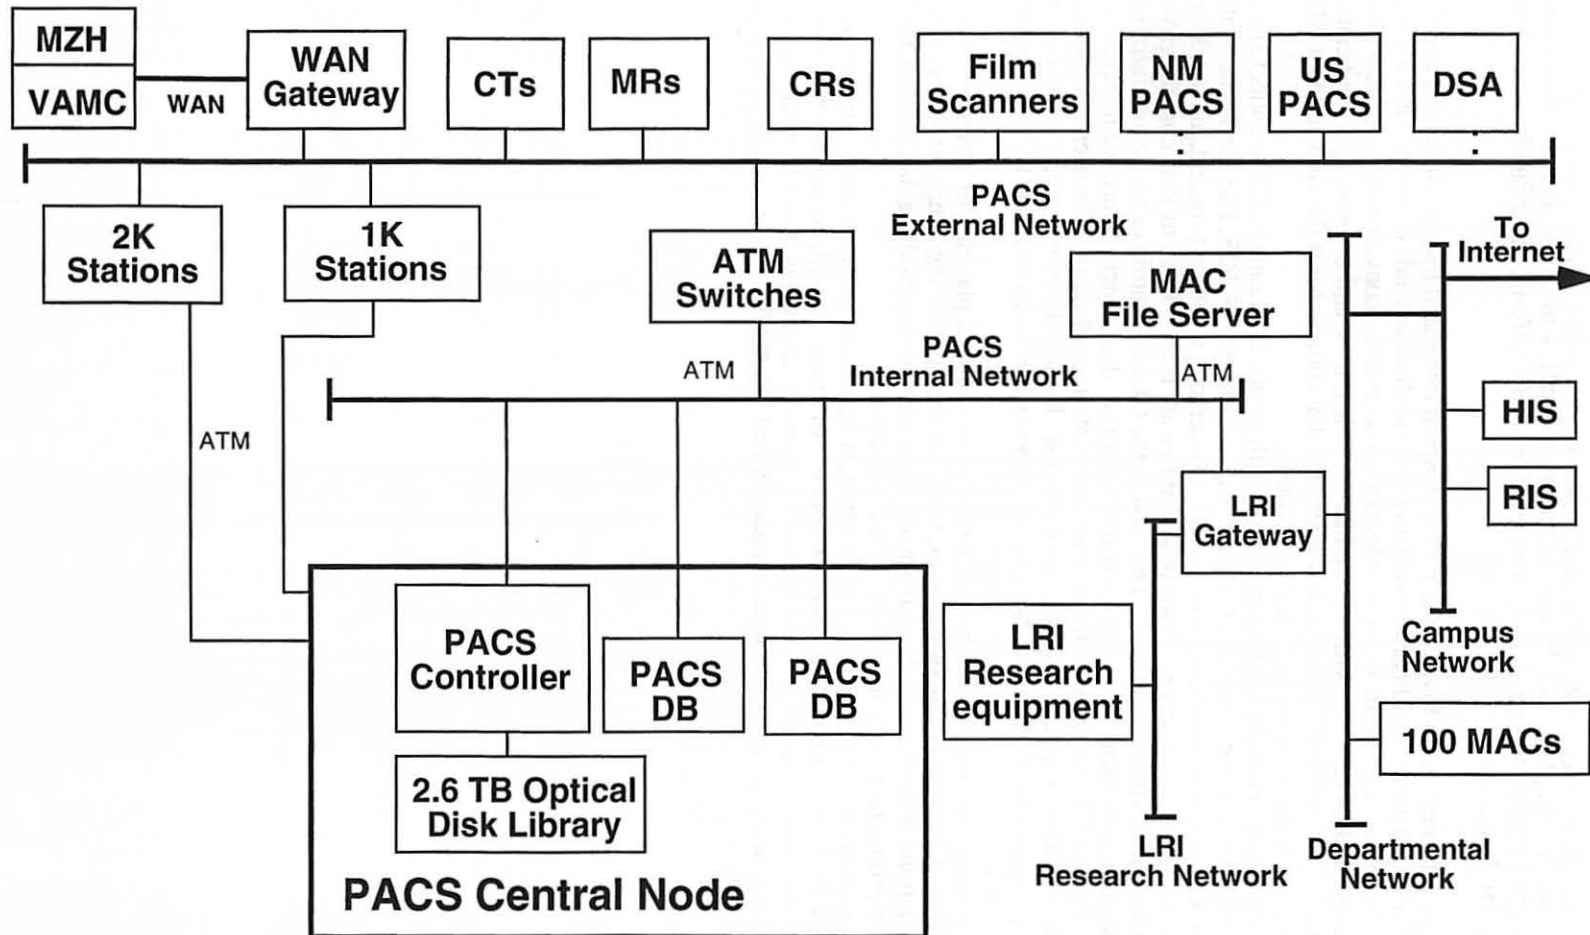 MZH
VAMC
WAN
WAN
Gateway
CTs
MRs
CRs
Film
Scanners
NM
PACS
US
PACS
DSA
PACS
External Network
2K
Stations
1K
Stations
ATM
Switches
MAC
File Server
To
Internet
ATM
PACS
Internal Network
ATM
ATM
HIS
RIS
LRI
Gateway
Campus
Network
PACS
Controller
PACS
DB
PACS
DB
LRI
Research
equipment
100 MACs
2.6 TB Optical
Disk Library
LRI
Research Network
Departmental
Network
PACS Central Node